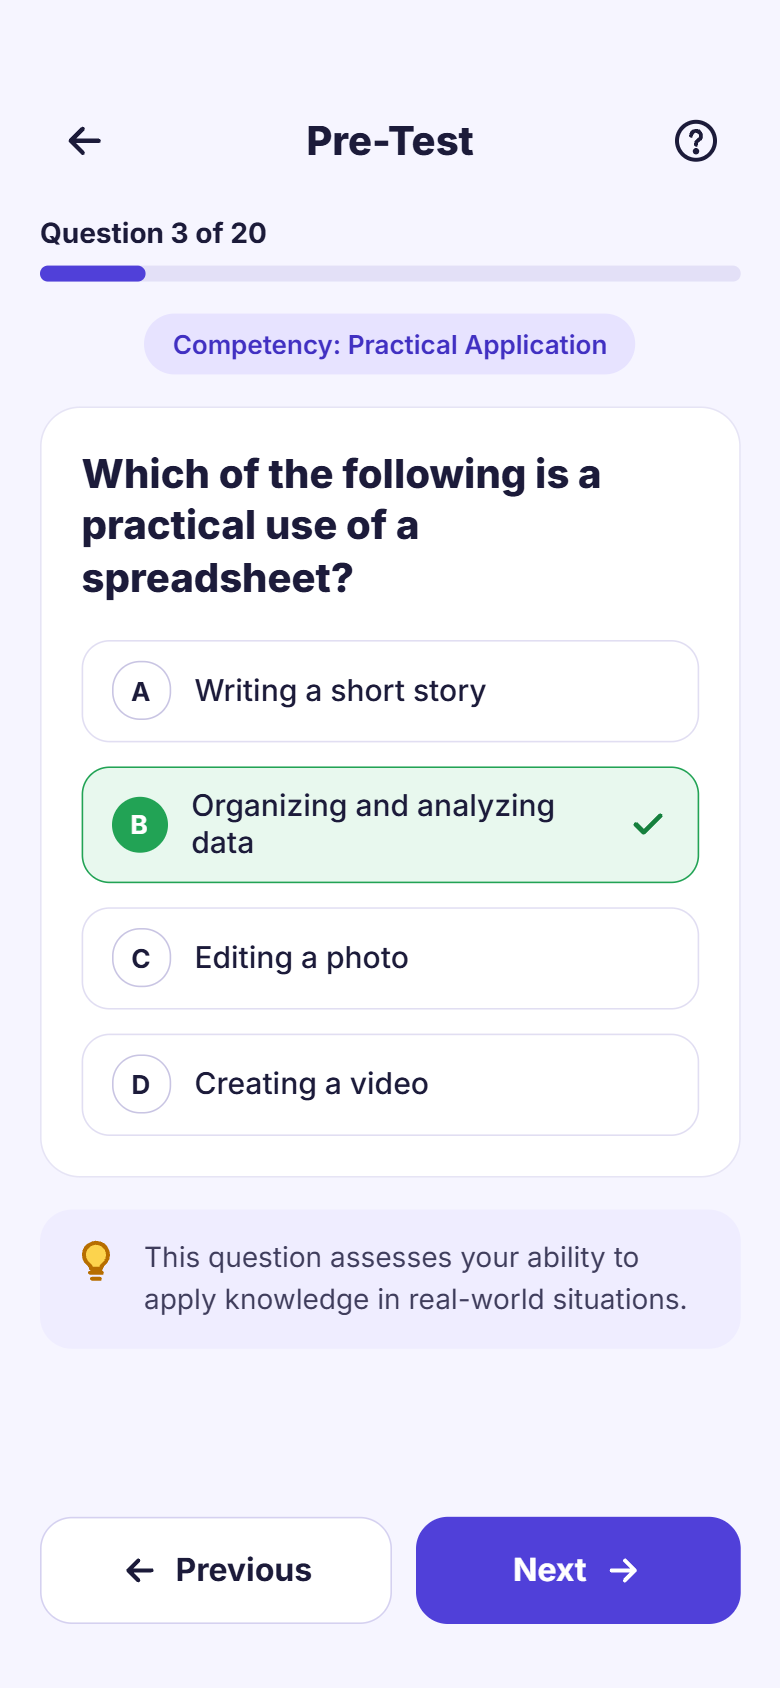 Pre-Test
Question 3 of 20
Competency: Practical Application
Which of the following is a
practical use of a
spreadsheet?
A Writing a short story
B Organizing and analyzing
data
C Editing a photo
D Creating a video
This question assesses your ability to
apply knowledge in real-world situations.
Previous
Next